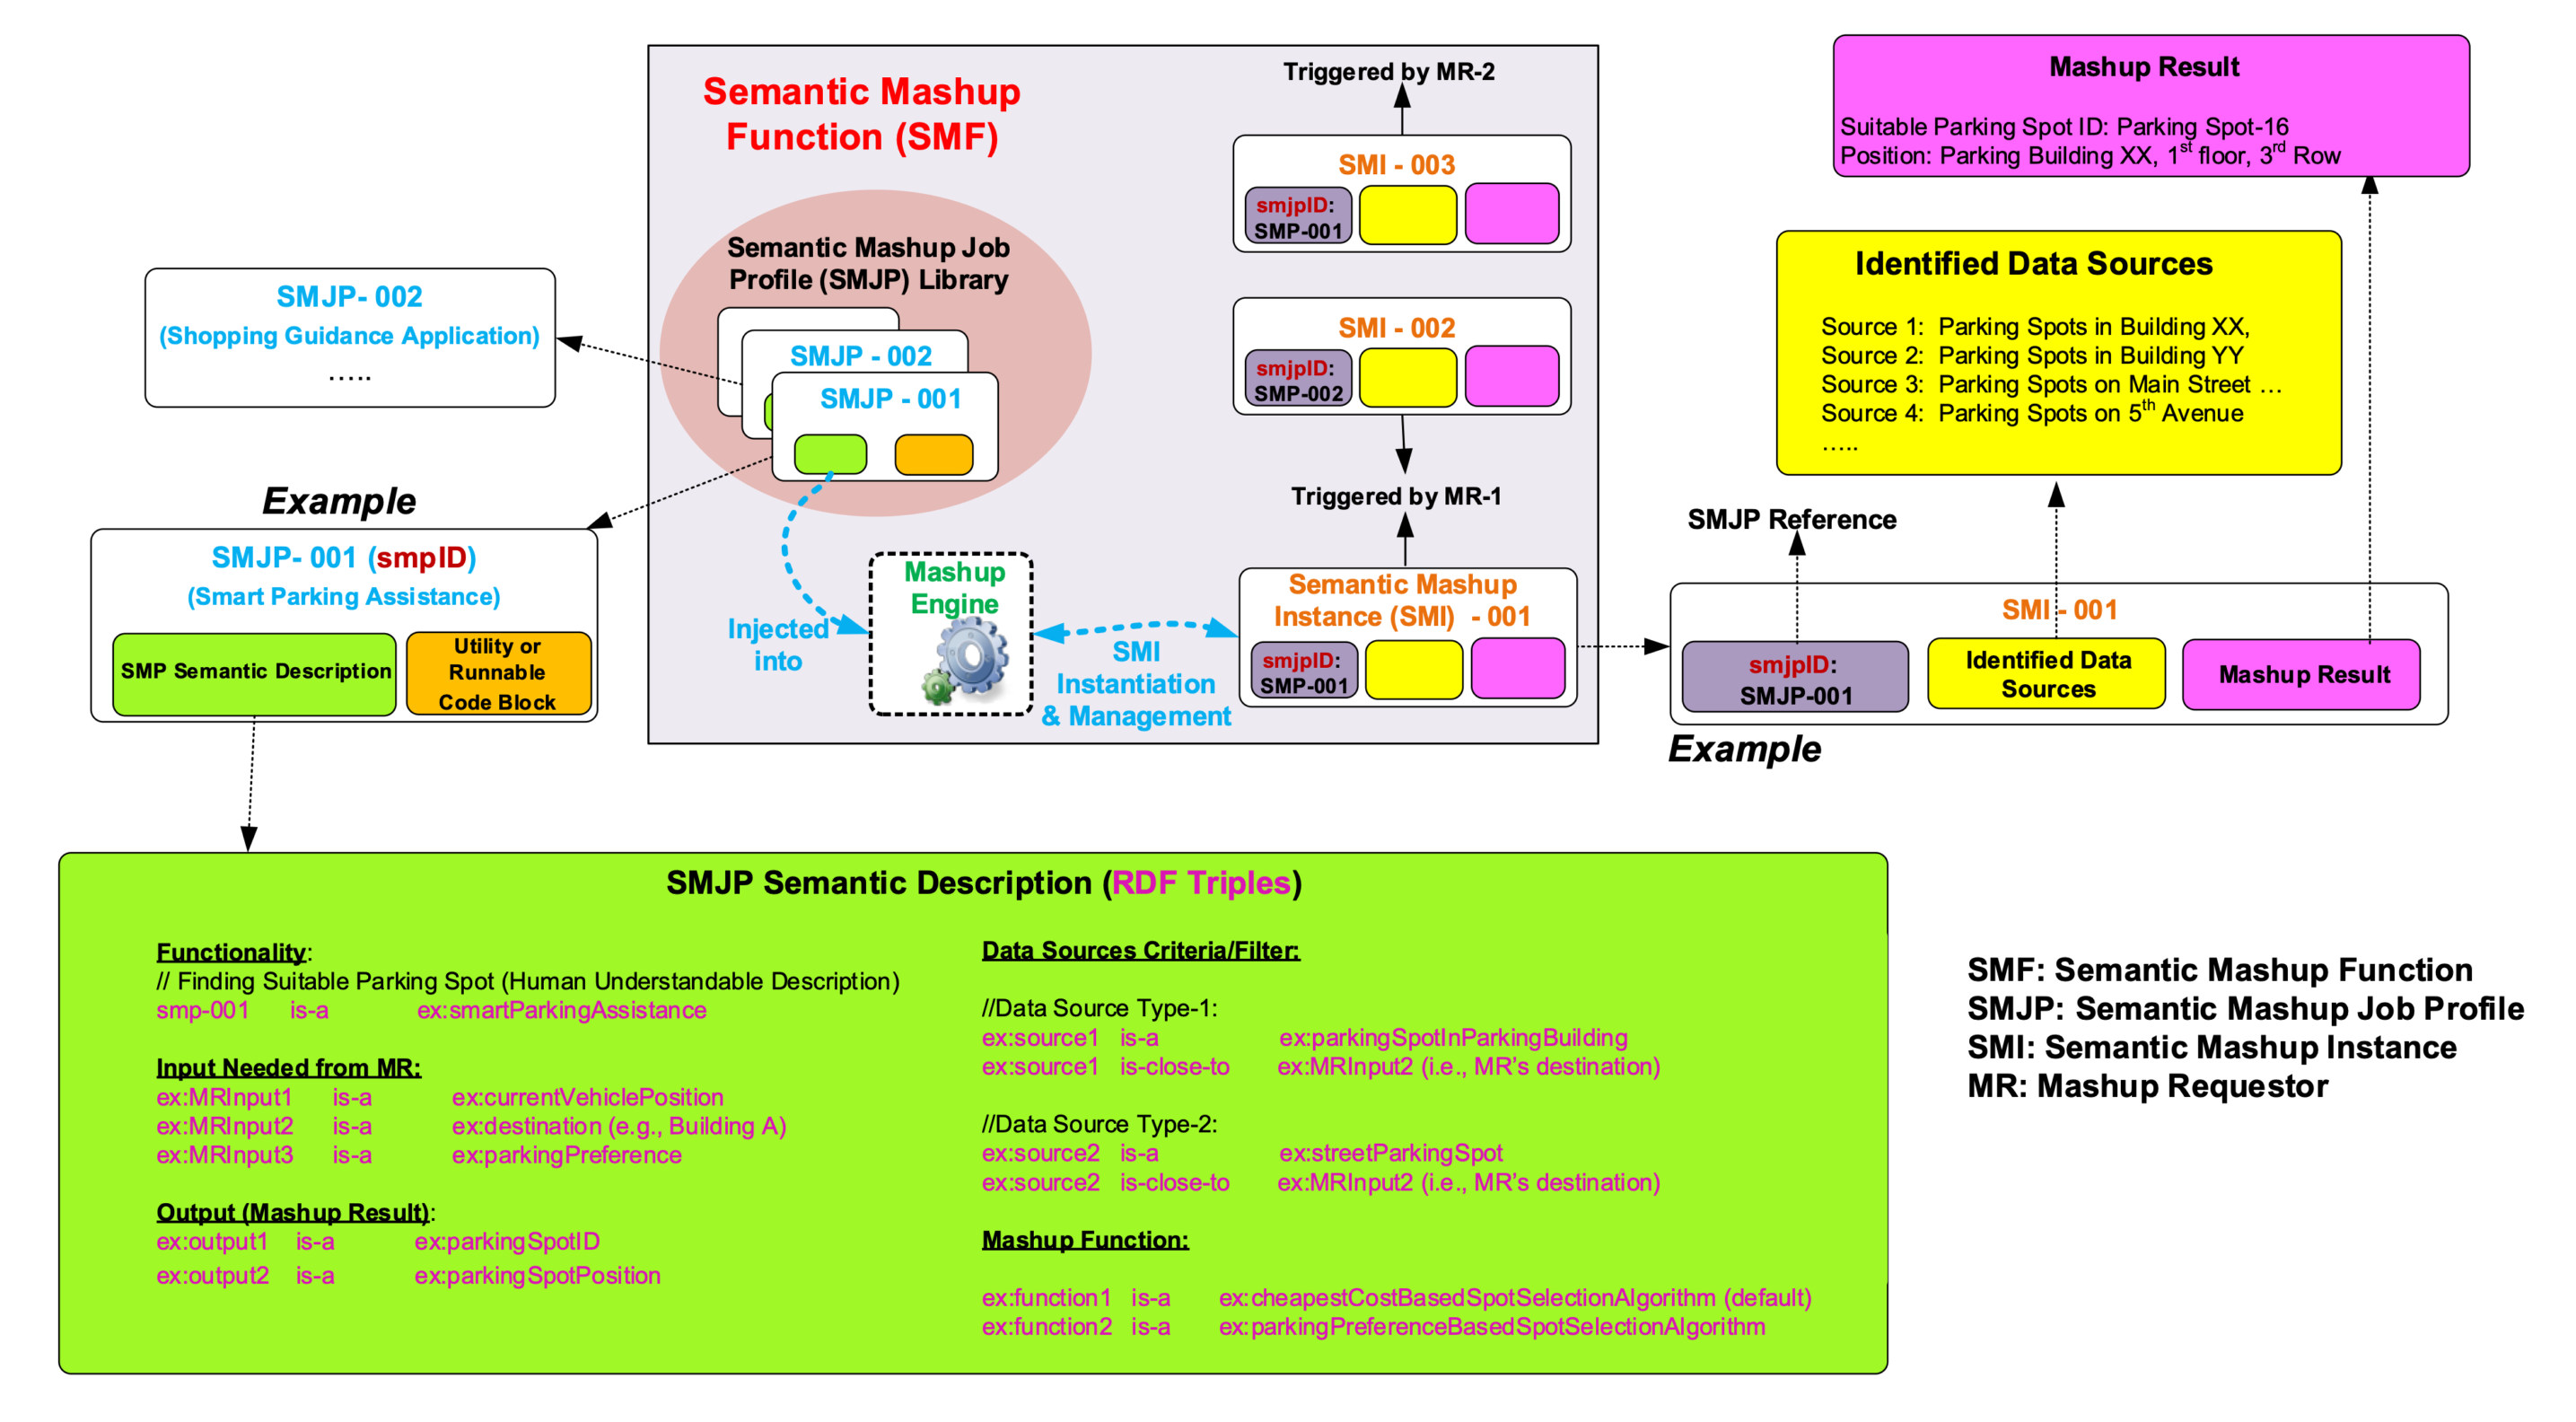 Semantic Mashup
Function (SMF)
Semantic Mashup Job
Profile (SMJP) Library
SMJP - 002
SMJP - 001
Injected
into
Mashup
Engine
SMI
Instantiation
& Management
Triggered by MR-2
SMI - 003
smjpID:
SMP-001
SMI - 002
smjpID:
SMP-002
Triggered by MR-1
Semantic Mashup
Instance (SMI) - 001
smjpID:
SMP-001
SMJP- 002
(Shopping Guidance Application)
.....
Example
SMJP- 001 (smpID)
(Smart Parking Assistance)
SMP Semantic Description
Utility or
Runnable
Code Block
Mashup Result
Suitable Parking Spot ID: Parking Spot-16
Position: Parking Building XX, 1st floor, 3rd Row
Identified Data Sources
Source 1: Parking Spots in Building XX,
Source 2: Parking Spots in Building YY
Source 3: Parking Spots on Main Street …
Source 4: Parking Spots on 5th Avenue
…..
SMJP Reference
SMI - 001
smjpID:
SMJP-001
Identified Data
Sources
Mashup Result
Example
SMJP Semantic Description (RDF Triples)
Functionality:
// Finding Suitable Parking Spot (Human Understandable Description)
smp-001 is-a ex:smartParkingAssistance
Input Needed from MR:
ex:MRInput1 is-a ex:currentVehiclePosition
ex:MRInput2 is-a ex:destination (e.g., Building A)
ex:MRInput3 is-a ex:parkingPreference
Output (Mashup Result):
ex:output1 is-a ex:parkingSpotID
ex:output2 is-a ex:parkingSpotPosition
Data Sources Criteria/Filter:
//Data Source Type-1:
ex:source1 is-a ex:parkingSpotInParkingBuilding
ex:source1 is-close-to ex:MRInput2 (i.e., MR’s destination)
//Data Source Type-2:
ex:source2 is-a ex:streetParkingSpot
ex:source2 is-close-to ex:MRInput2 (i.e., MR’s destination)
Mashup Function:
ex:function1 is-a ex:cheapestCostBasedSpotSelectionAlgorithm (default)
ex:function2 is-a ex:parkingPreferenceBasedSpotSelectionAlgorithm
SMF: Semantic Mashup Function
SMJP: Semantic Mashup Job Profile
SMI: Semantic Mashup Instance
MR: Mashup Requestor